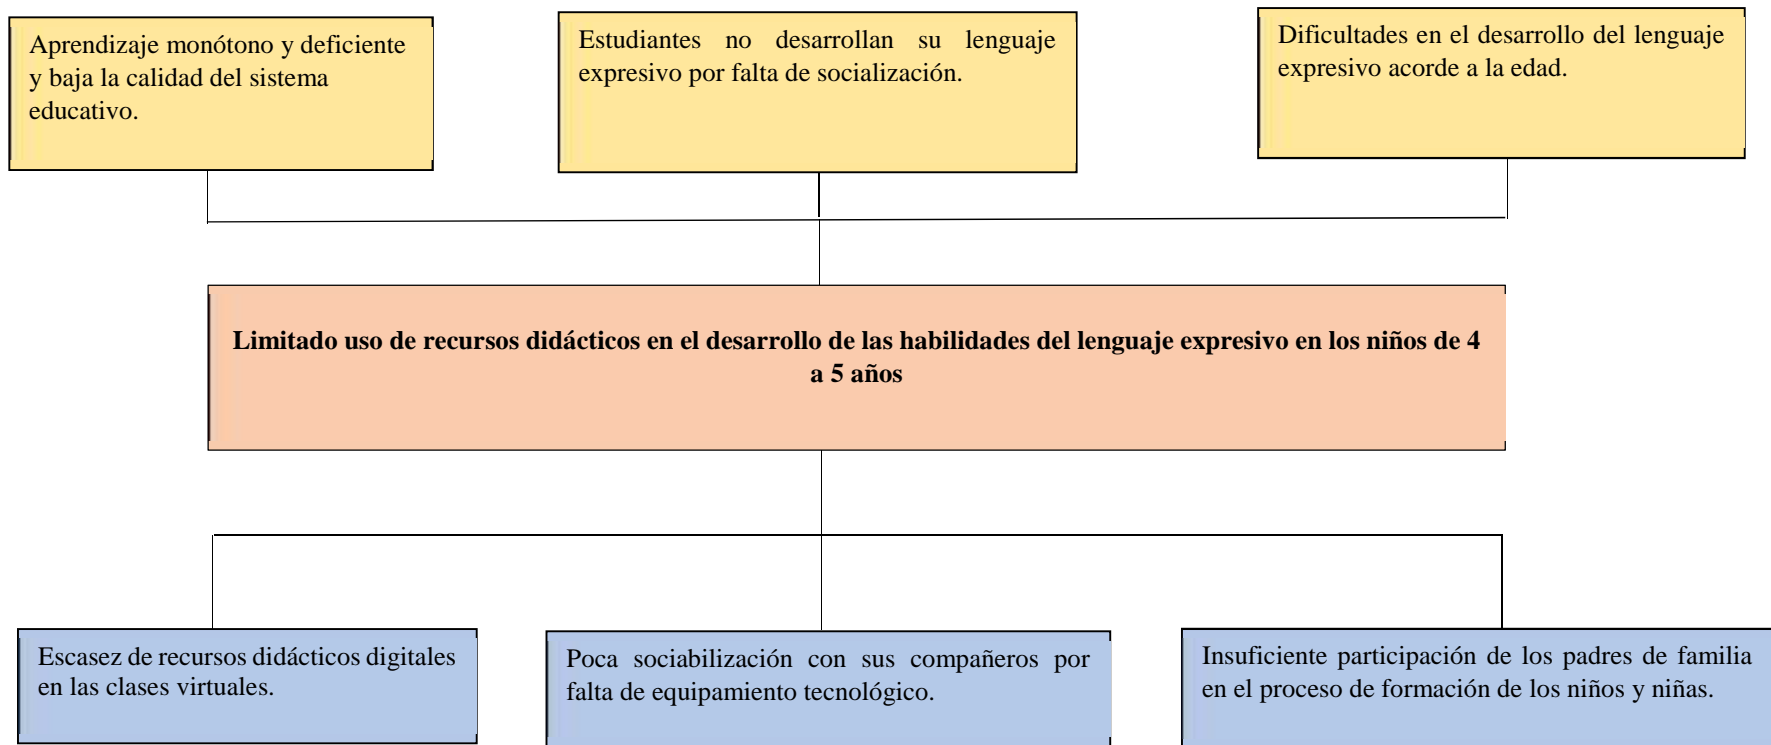 Aprendizaje monótono y deficiente
y baja la calidad del sistema
educativo.
Estudiantes no desarrollan su lenguaje
expresivo por falta de socialización.
Dificultades en el desarrollo del lenguaje
expresivo acorde a la edad.
Limitado uso de recursos didácticos en el desarrollo de las habilidades del lenguaje expresivo en los niños de 4
a 5 años
Escasez de recursos didácticos digitales
en las clases virtuales.
Poca sociabilización con sus compañeros por
falta de equipamiento tecnológico.
Insuficiente participación de los padres de familia
en el proceso de formación de los niños y niñas.